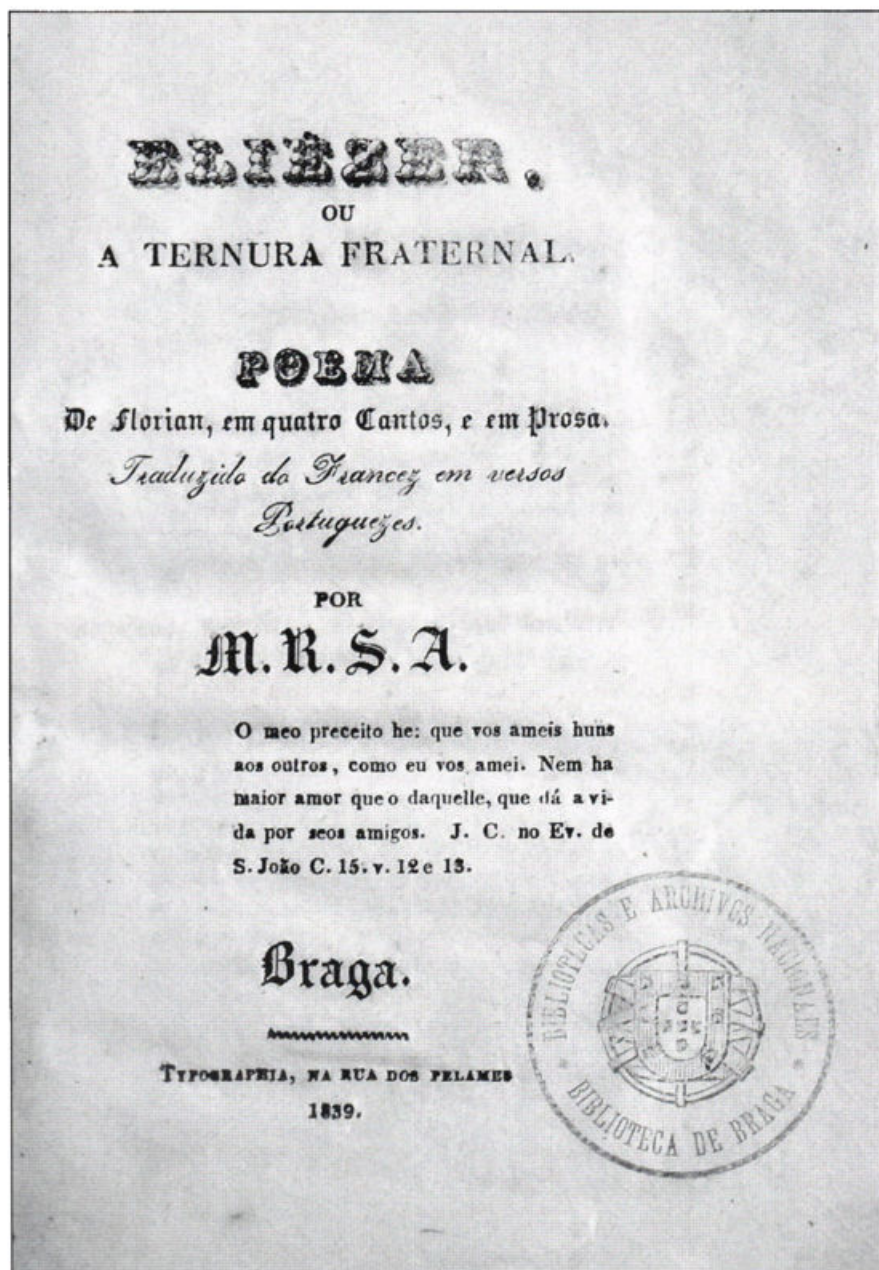 ELIÉZER,
OU
A TERNURA FRATERNAL.
POEMA
De Florian, em quatro Cantos, e em Prosa.
Traduzido do Francez em versos
Portuguezes.
POR
M. R. S. A.
O meo preceito he: que vos ameis huns
aos outros, como eu vos amei. Nem ha
maior amor que o daquelle, que dá a vi-
da por seos amigos. J. C. no Ev. de
S. João C. 15. v. 12 e 13.
Braga.
TYPOGRAPHIA, NA RUA DOS PELAMES
1839.
BIBLIOTECAS E ARCHIVOS NACIONAES
BIBLIOTECA DE BRAGA